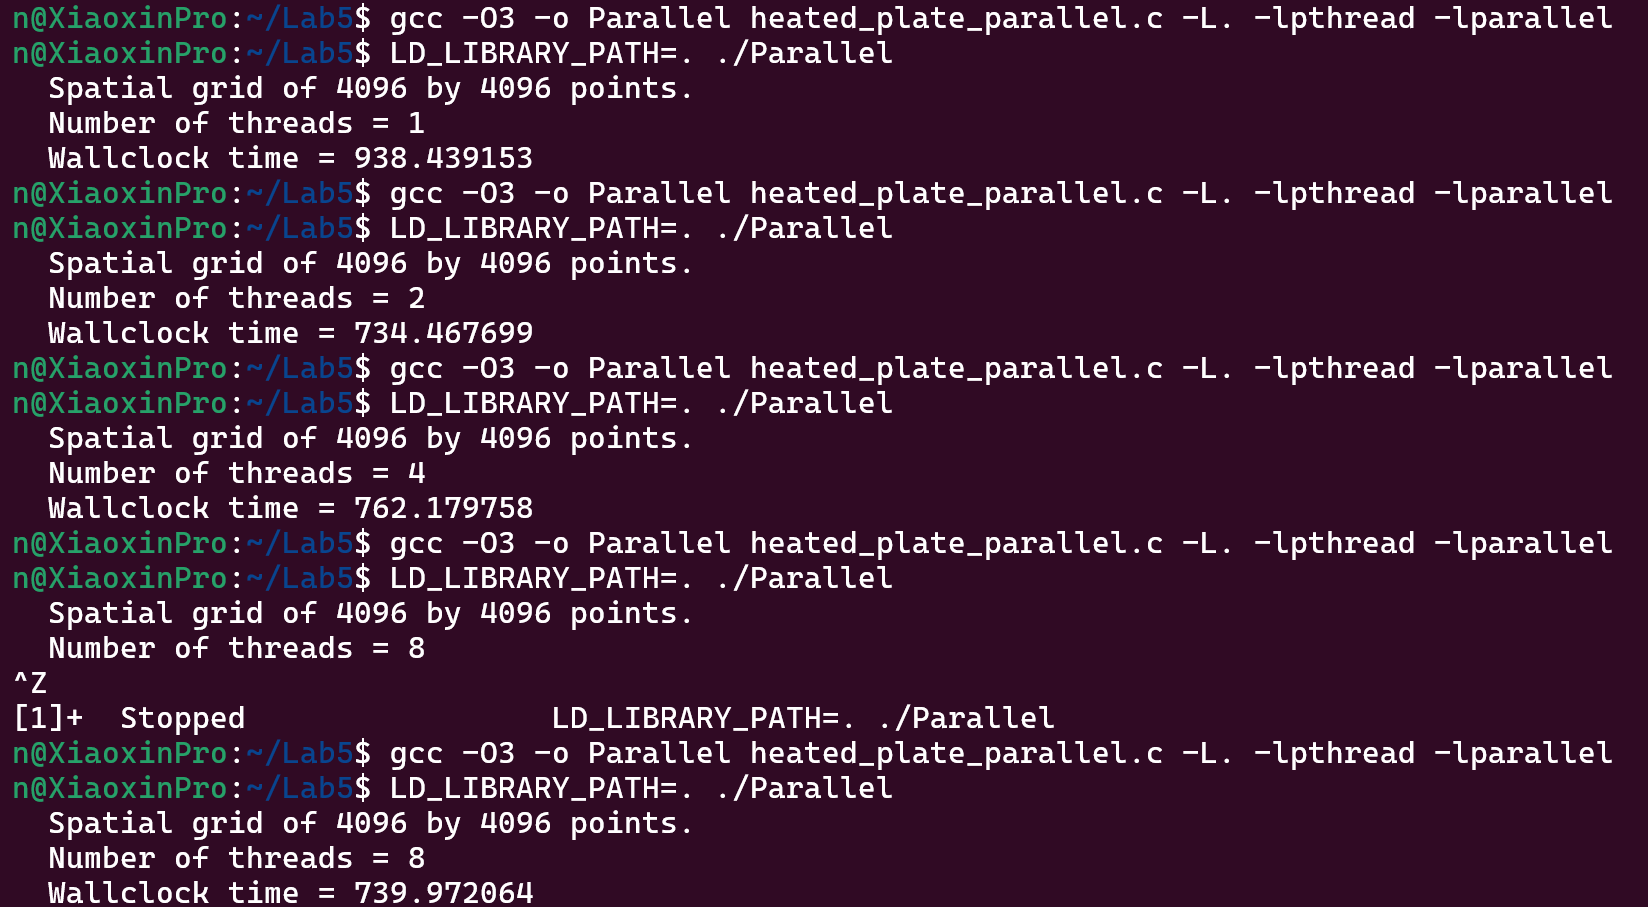 n@XiaoxinPro:~/Lab5$ gcc -O3 -o Parallel heated_plate_parallel.c -L. -lpthread -lparallel
n@XiaoxinPro:~/Lab5$ LD_LIBRARY_PATH=. ./Parallel
  Spatial grid of 4096 by 4096 points.
  Number of threads = 1
  Wallclock time = 938.439153
n@XiaoxinPro:~/Lab5$ gcc -O3 -o Parallel heated_plate_parallel.c -L. -lpthread -lparallel
n@XiaoxinPro:~/Lab5$ LD_LIBRARY_PATH=. ./Parallel
  Spatial grid of 4096 by 4096 points.
  Number of threads = 2
  Wallclock time = 734.467699
n@XiaoxinPro:~/Lab5$ gcc -O3 -o Parallel heated_plate_parallel.c -L. -lpthread -lparallel
n@XiaoxinPro:~/Lab5$ LD_LIBRARY_PATH=. ./Parallel
  Spatial grid of 4096 by 4096 points.
  Number of threads = 4
  Wallclock time = 762.179758
n@XiaoxinPro:~/Lab5$ gcc -O3 -o Parallel heated_plate_parallel.c -L. -lpthread -lparallel
n@XiaoxinPro:~/Lab5$ LD_LIBRARY_PATH=. ./Parallel
  Spatial grid of 4096 by 4096 points.
  Number of threads = 8
^Z
[1]+  Stopped                 LD_LIBRARY_PATH=. ./Parallel
n@XiaoxinPro:~/Lab5$ gcc -O3 -o Parallel heated_plate_parallel.c -L. -lpthread -lparallel
n@XiaoxinPro:~/Lab5$ LD_LIBRARY_PATH=. ./Parallel
  Spatial grid of 4096 by 4096 points.
  Number of threads = 8
  Wallclock time = 739.972064